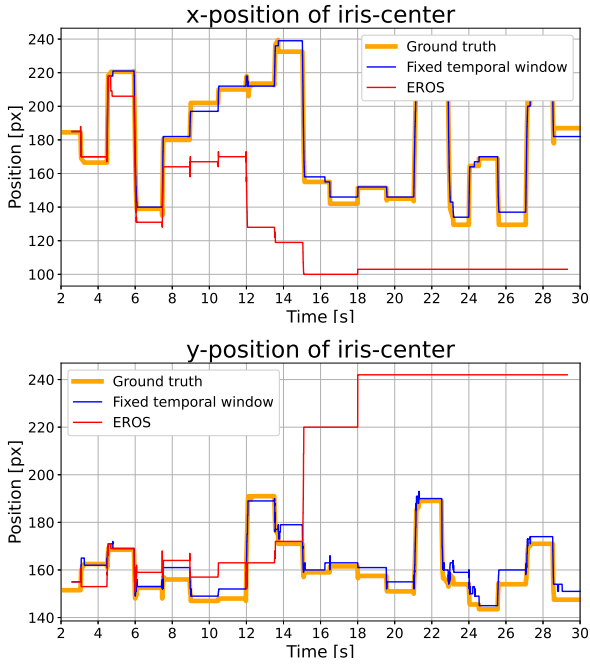 x-position of iris-center
Position [px]
240
220
200
180
160
140
120
100
Ground truth
Fixed temporal window
EROS
2 4 6 8 10 12 14 16 18 20 22 24 26 28 30
Time [s]
y-position of iris-center
Position [px]
240
220
200
180
160
140
Ground truth
Fixed temporal window
EROS
2 4 6 8 10 12 14 16 18 20 22 24 26 28 30
Time [s]